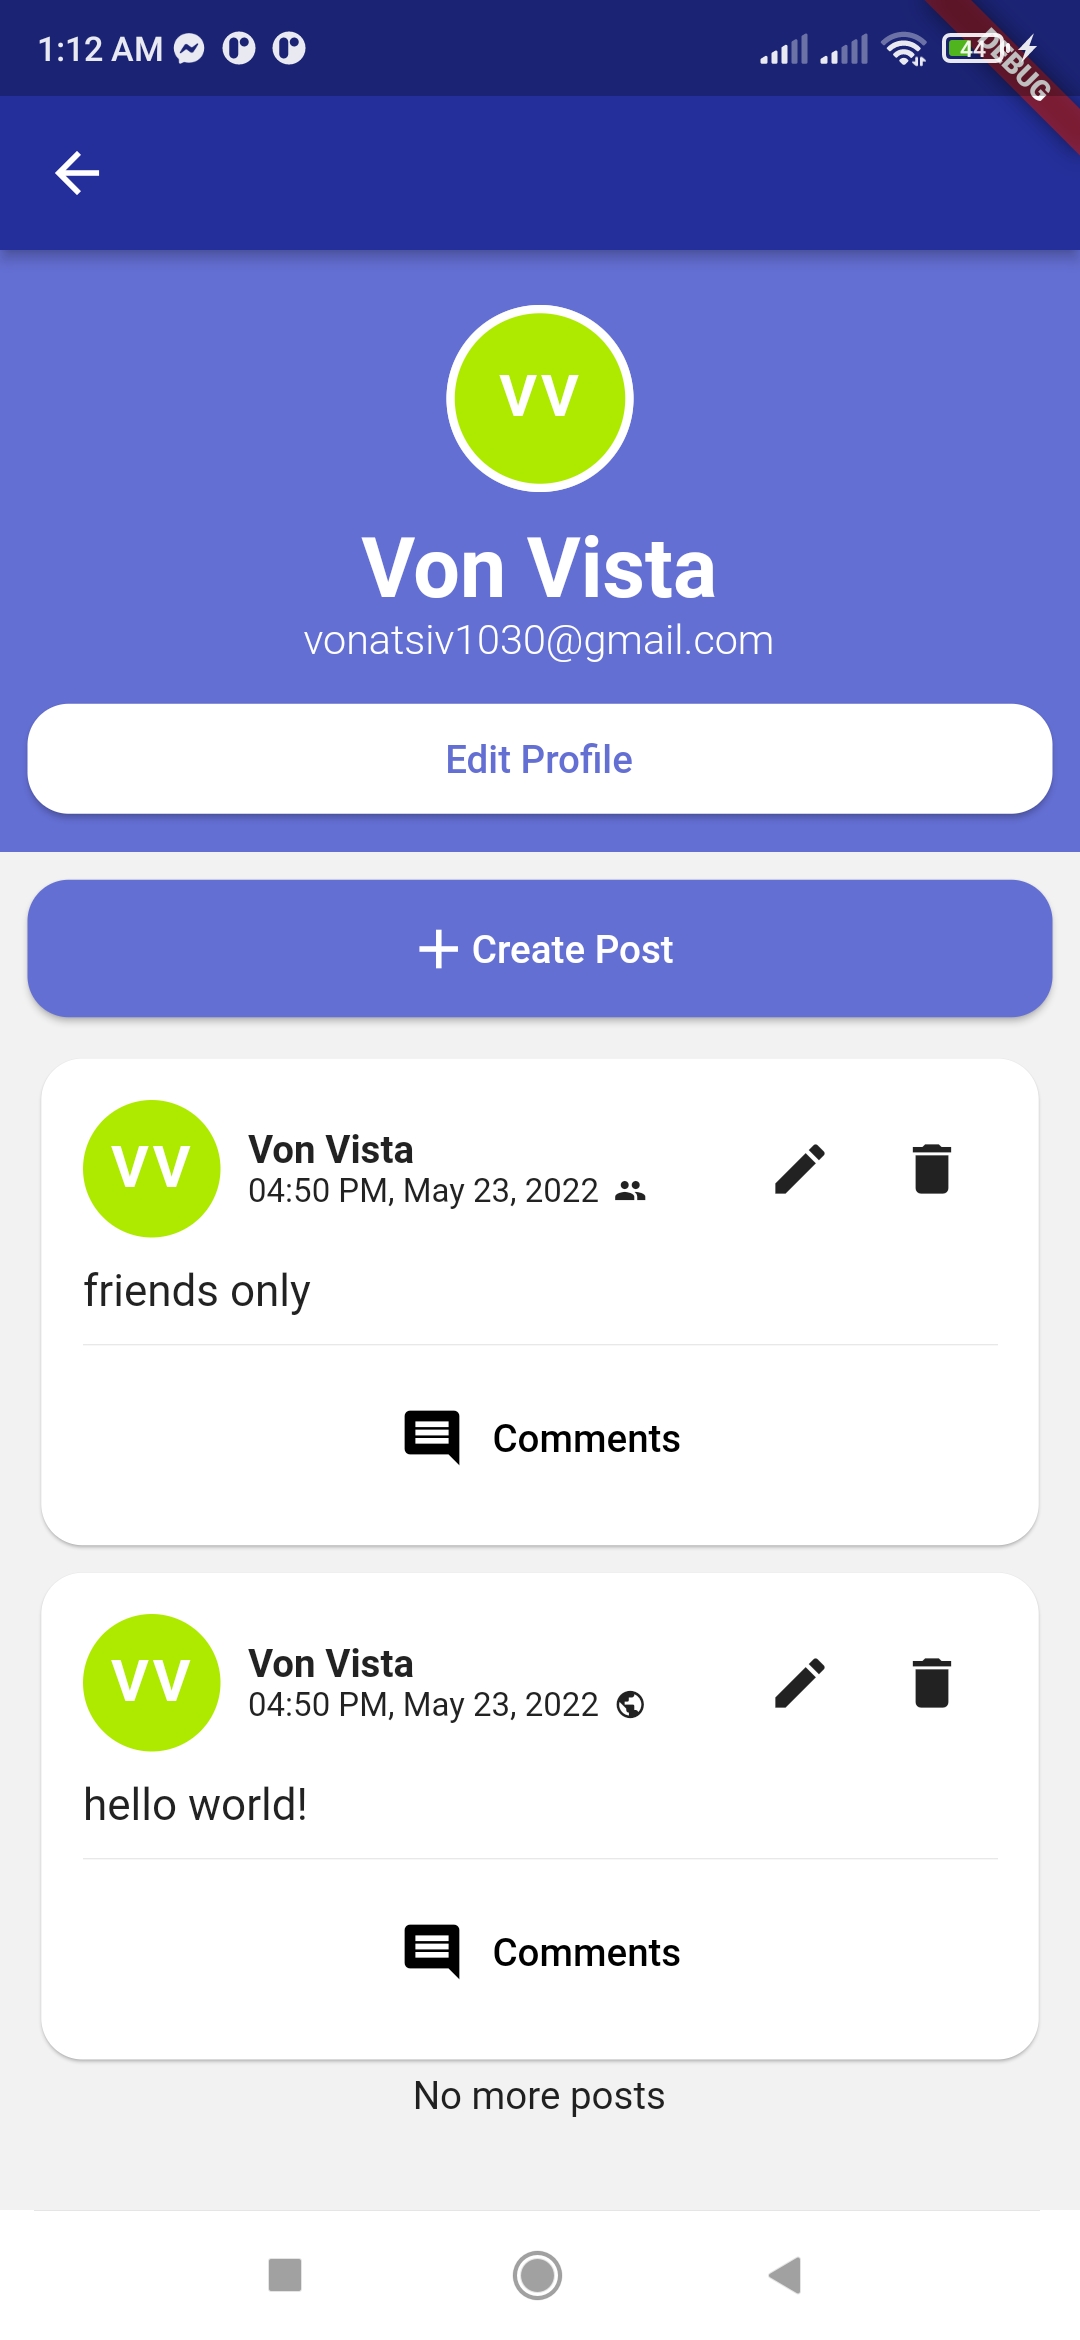 1:12 AM
44
DEBUG
VV
Von Vista
vonatsiv1030@gmail.com
Edit Profile
Create Post
VV
Von Vista
04:50 PM, May 23, 2022
friends only
Comments
VV
Von Vista
04:50 PM, May 23, 2022
hello world!
Comments
No more posts